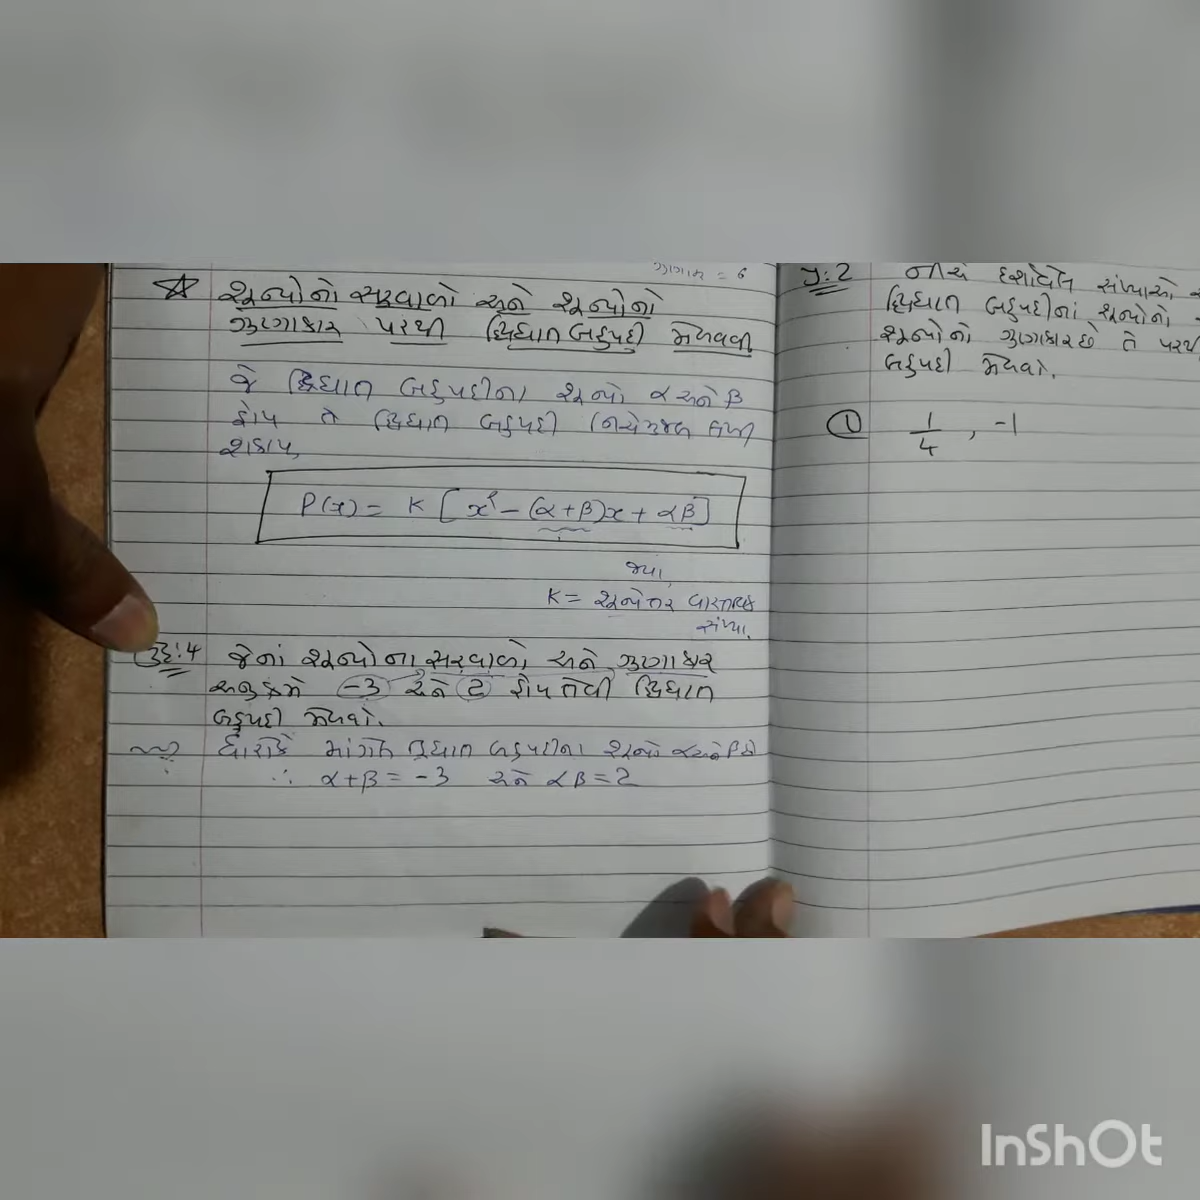 ગુણાકાર = 6
☆ શૂન્યોનો સરવાળો અને શૂન્યોનો
ગુણાકાર પરથી દ્વિઘાત બહુપદી મેળવવી
જે દ્વિઘાત બહુપદીના શૂન્યો α અને β
હોય તે દ્વિઘાત બહુપદી નીચે મુજબ લખી
શકાય,
P(x) = K [x² - (α+β)x + αβ]
જ્યાં,
K = શૂન્યેતર વાસ્તવિક
સંખ્યા.
ઉદા:4 જેનાં શૂન્યોના સરવાળો અને ગુણાકાર
અનુક્રમે -3 અને 2 હોય તેવી દ્વિઘાત
બહુપદી મેળવો.
ધારોકે માંગેલ દ્વિઘાત બહુપદીના શૂન્યો α અને β છે
∴ α+β = -3 અને αβ = 2
પ્ર:2 નીચે દર્શાવેલ સંખ્યાઓ
દ્વિઘાત બહુપદીનાં શૂન્યોનો
શૂન્યોનો ગુણાકાર છે તે પરથી
બહુપદી મેળવો.
① 1/4 , -1
InShOt